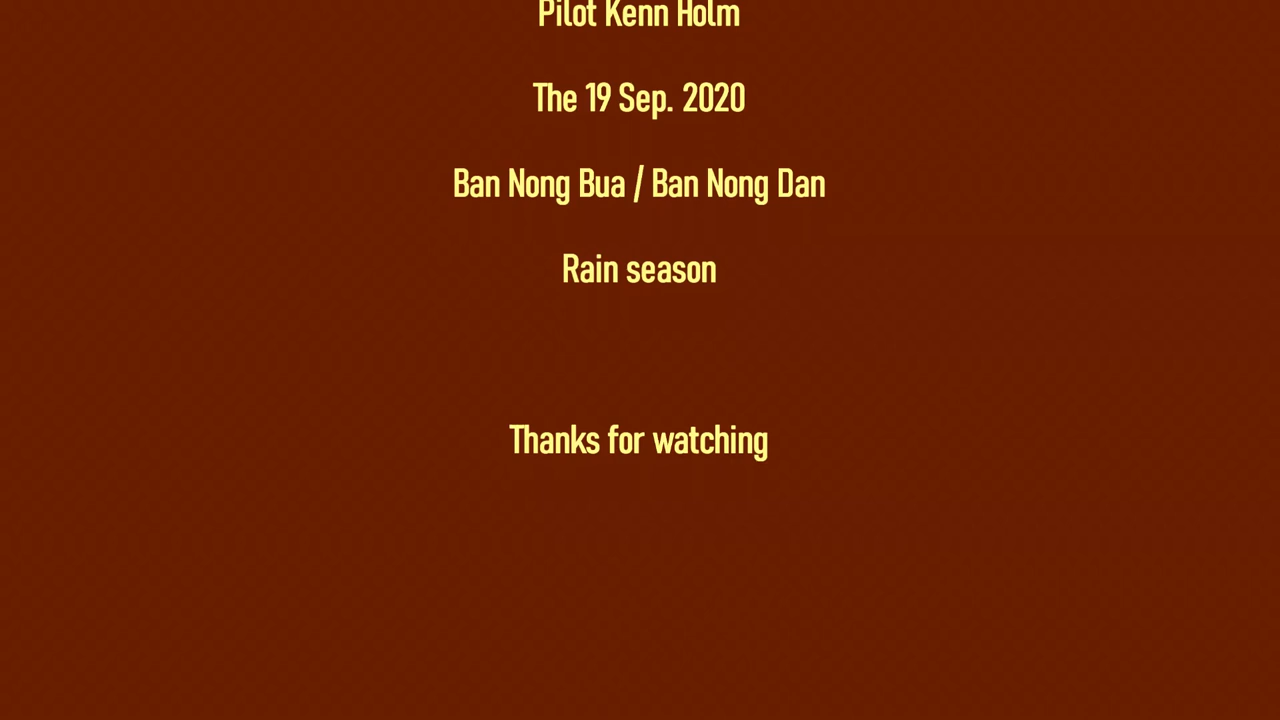 Pilot Kenn Holm
The 19 Sep. 2020
Ban Nong Bua / Ban Nong Dan
Rain season
Thanks for watching